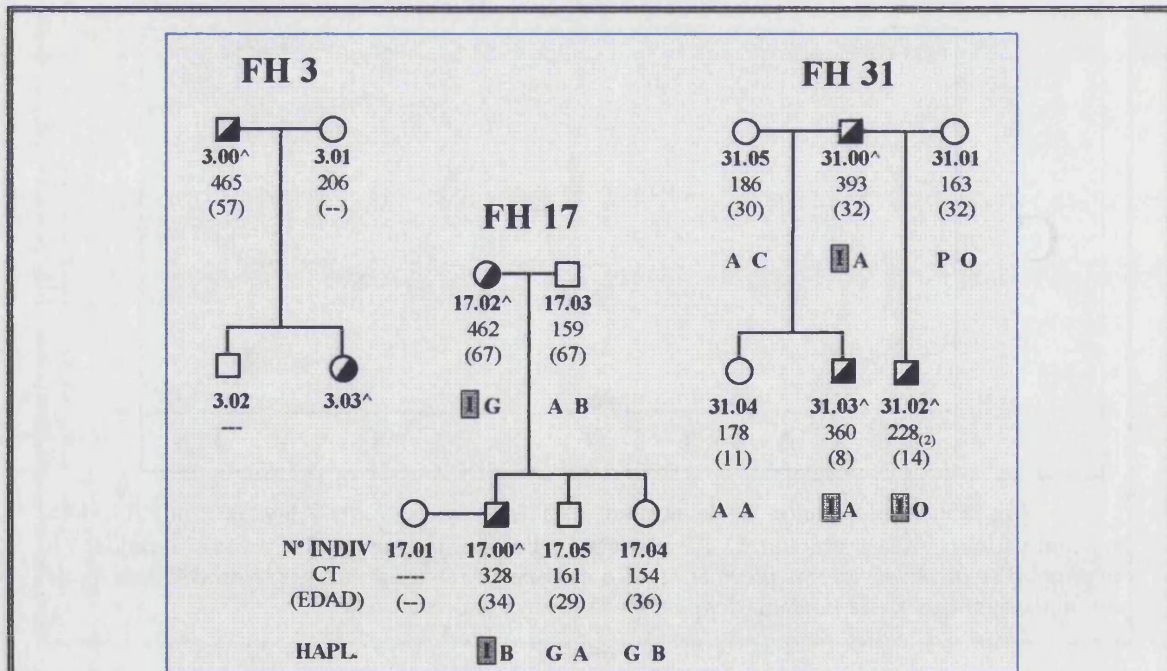 FH 3
FH 31
3.00^ 3.01
465 206
(57) (--)
31.05 31.00^ 31.01
186 393 163
(30) (32) (32)
A C I A P O
FH 17
17.02^ 17.03
462 159
(67) (67)
I G A B
3.02 3.03^
---
31.04 31.03^ 31.02^
178 360 228(2)
(11) (8) (14)
A A I A I O
Nº INDIV 17.01 17.00^ 17.05 17.04
CT ---- 328 161 154
(EDAD) (--) (34) (29) (36)
HAPL. I B G A G B